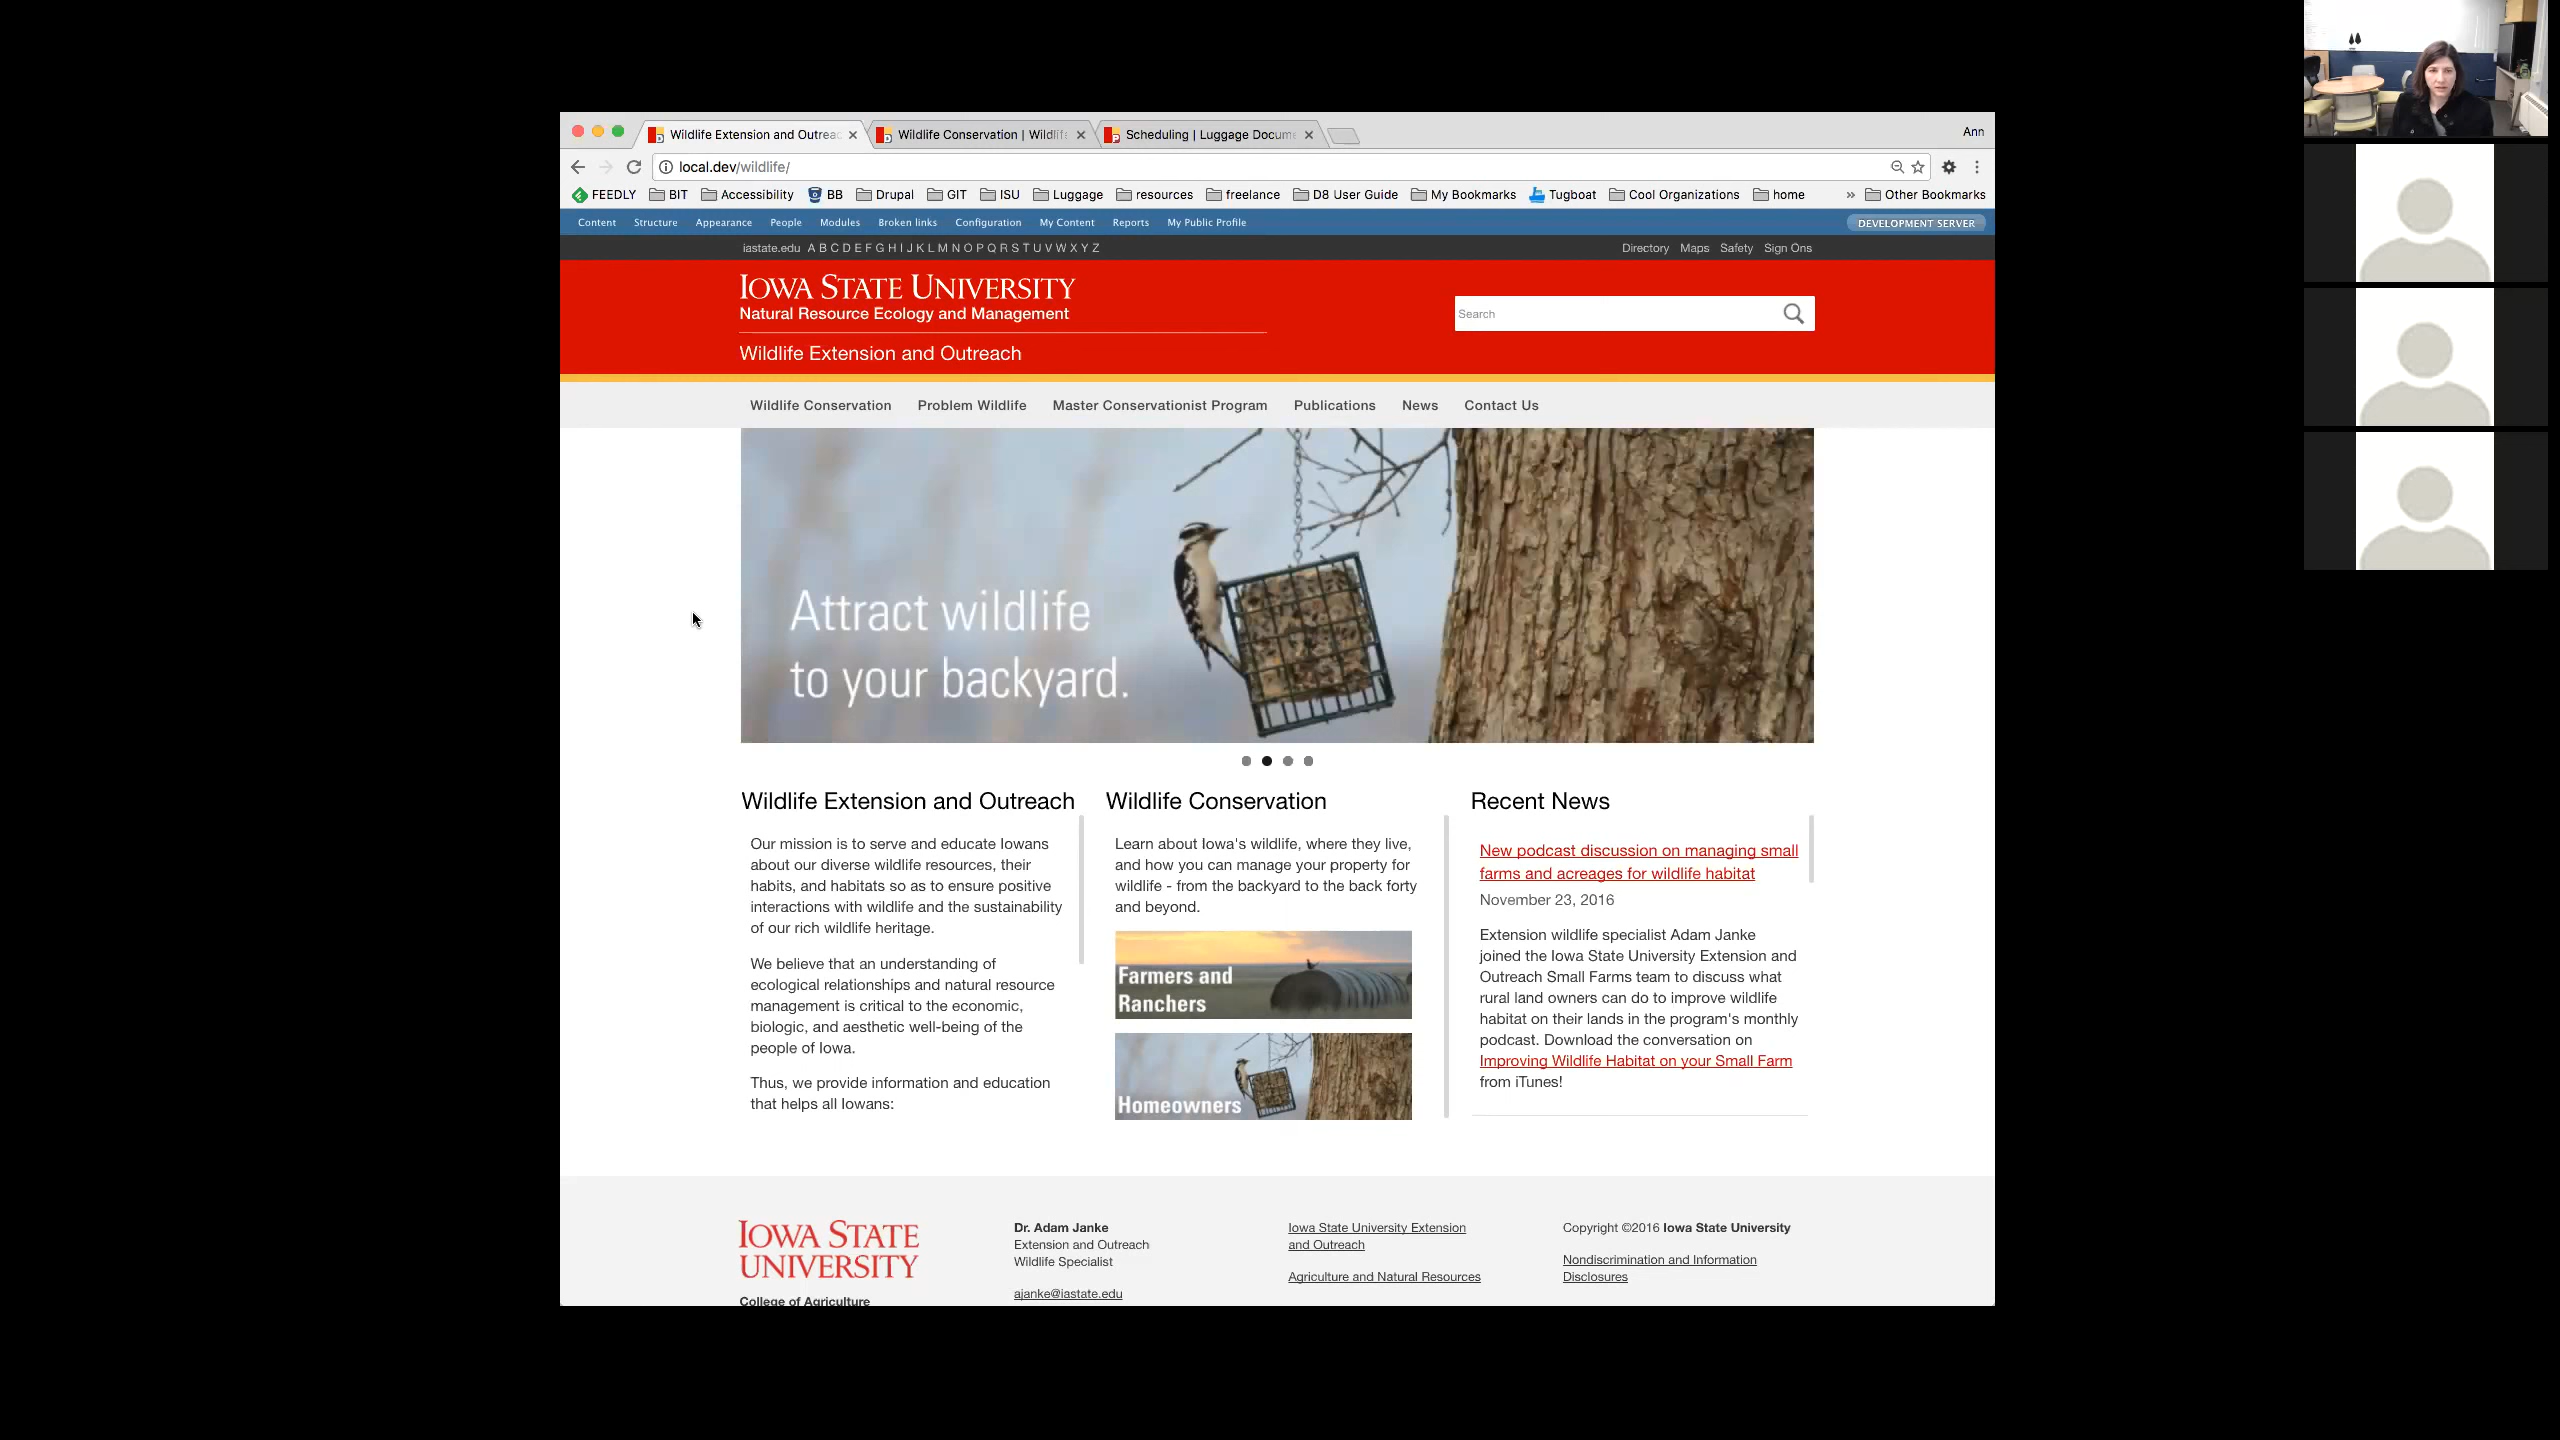 Wildlife Extension and Outreac
Wildlife Conservation | Wildlife
Scheduling | Luggage Docum
Ann
local.dev/wildlife/
FEEDLY BIT Accessibility BB Drupal GIT ISU Luggage resources freelance D8 User Guide My Bookmarks Tugboat Cool Organizations home » Other Bookmarks
Content Structure Appearance People Modules Broken links Configuration My Content Reports My Public Profile DEVELOPMENT SERVER
iastate.edu A B C D E F G H I J K L M N O P Q R S T U V W X Y Z Directory Maps Safety Sign Ons
IOWA STATE UNIVERSITY
Natural Resource Ecology and Management
Search
Wildlife Extension and Outreach
Wildlife Conservation Problem Wildlife Master Conservationist Program Publications News Contact Us
Attract wildlife
to your backyard.
Wildlife Extension and Outreach
Our mission is to serve and educate Iowans
about our diverse wildlife resources, their
habits, and habitats so as to ensure positive
interactions with wildlife and the sustainability
of our rich wildlife heritage.
We believe that an understanding of
ecological relationships and natural resource
management is critical to the economic,
biologic, and aesthetic well-being of the
people of Iowa.
Thus, we provide information and education
that helps all Iowans:
Wildlife Conservation
Learn about Iowa's wildlife, where they live,
and how you can manage your property for
wildlife - from the backyard to the back forty
and beyond.
Farmers and
Ranchers
Homeowners
Recent News
New podcast discussion on managing small
farms and acreages for wildlife habitat
November 23, 2016
Extension wildlife specialist Adam Janke
joined the Iowa State University Extension and
Outreach Small Farms team to discuss what
rural land owners can do to improve wildlife
habitat on their lands in the program's monthly
podcast. Download the conversation on
Improving Wildlife Habitat on your Small Farm
from iTunes!
IOWA STATE
UNIVERSITY
College of Agriculture
Dr. Adam Janke
Extension and Outreach
Wildlife Specialist
ajanke@iastate.edu
Iowa State University Extension
and Outreach
Agriculture and Natural Resources
Copyright ©2016 Iowa State University
Nondiscrimination and Information
Disclosures